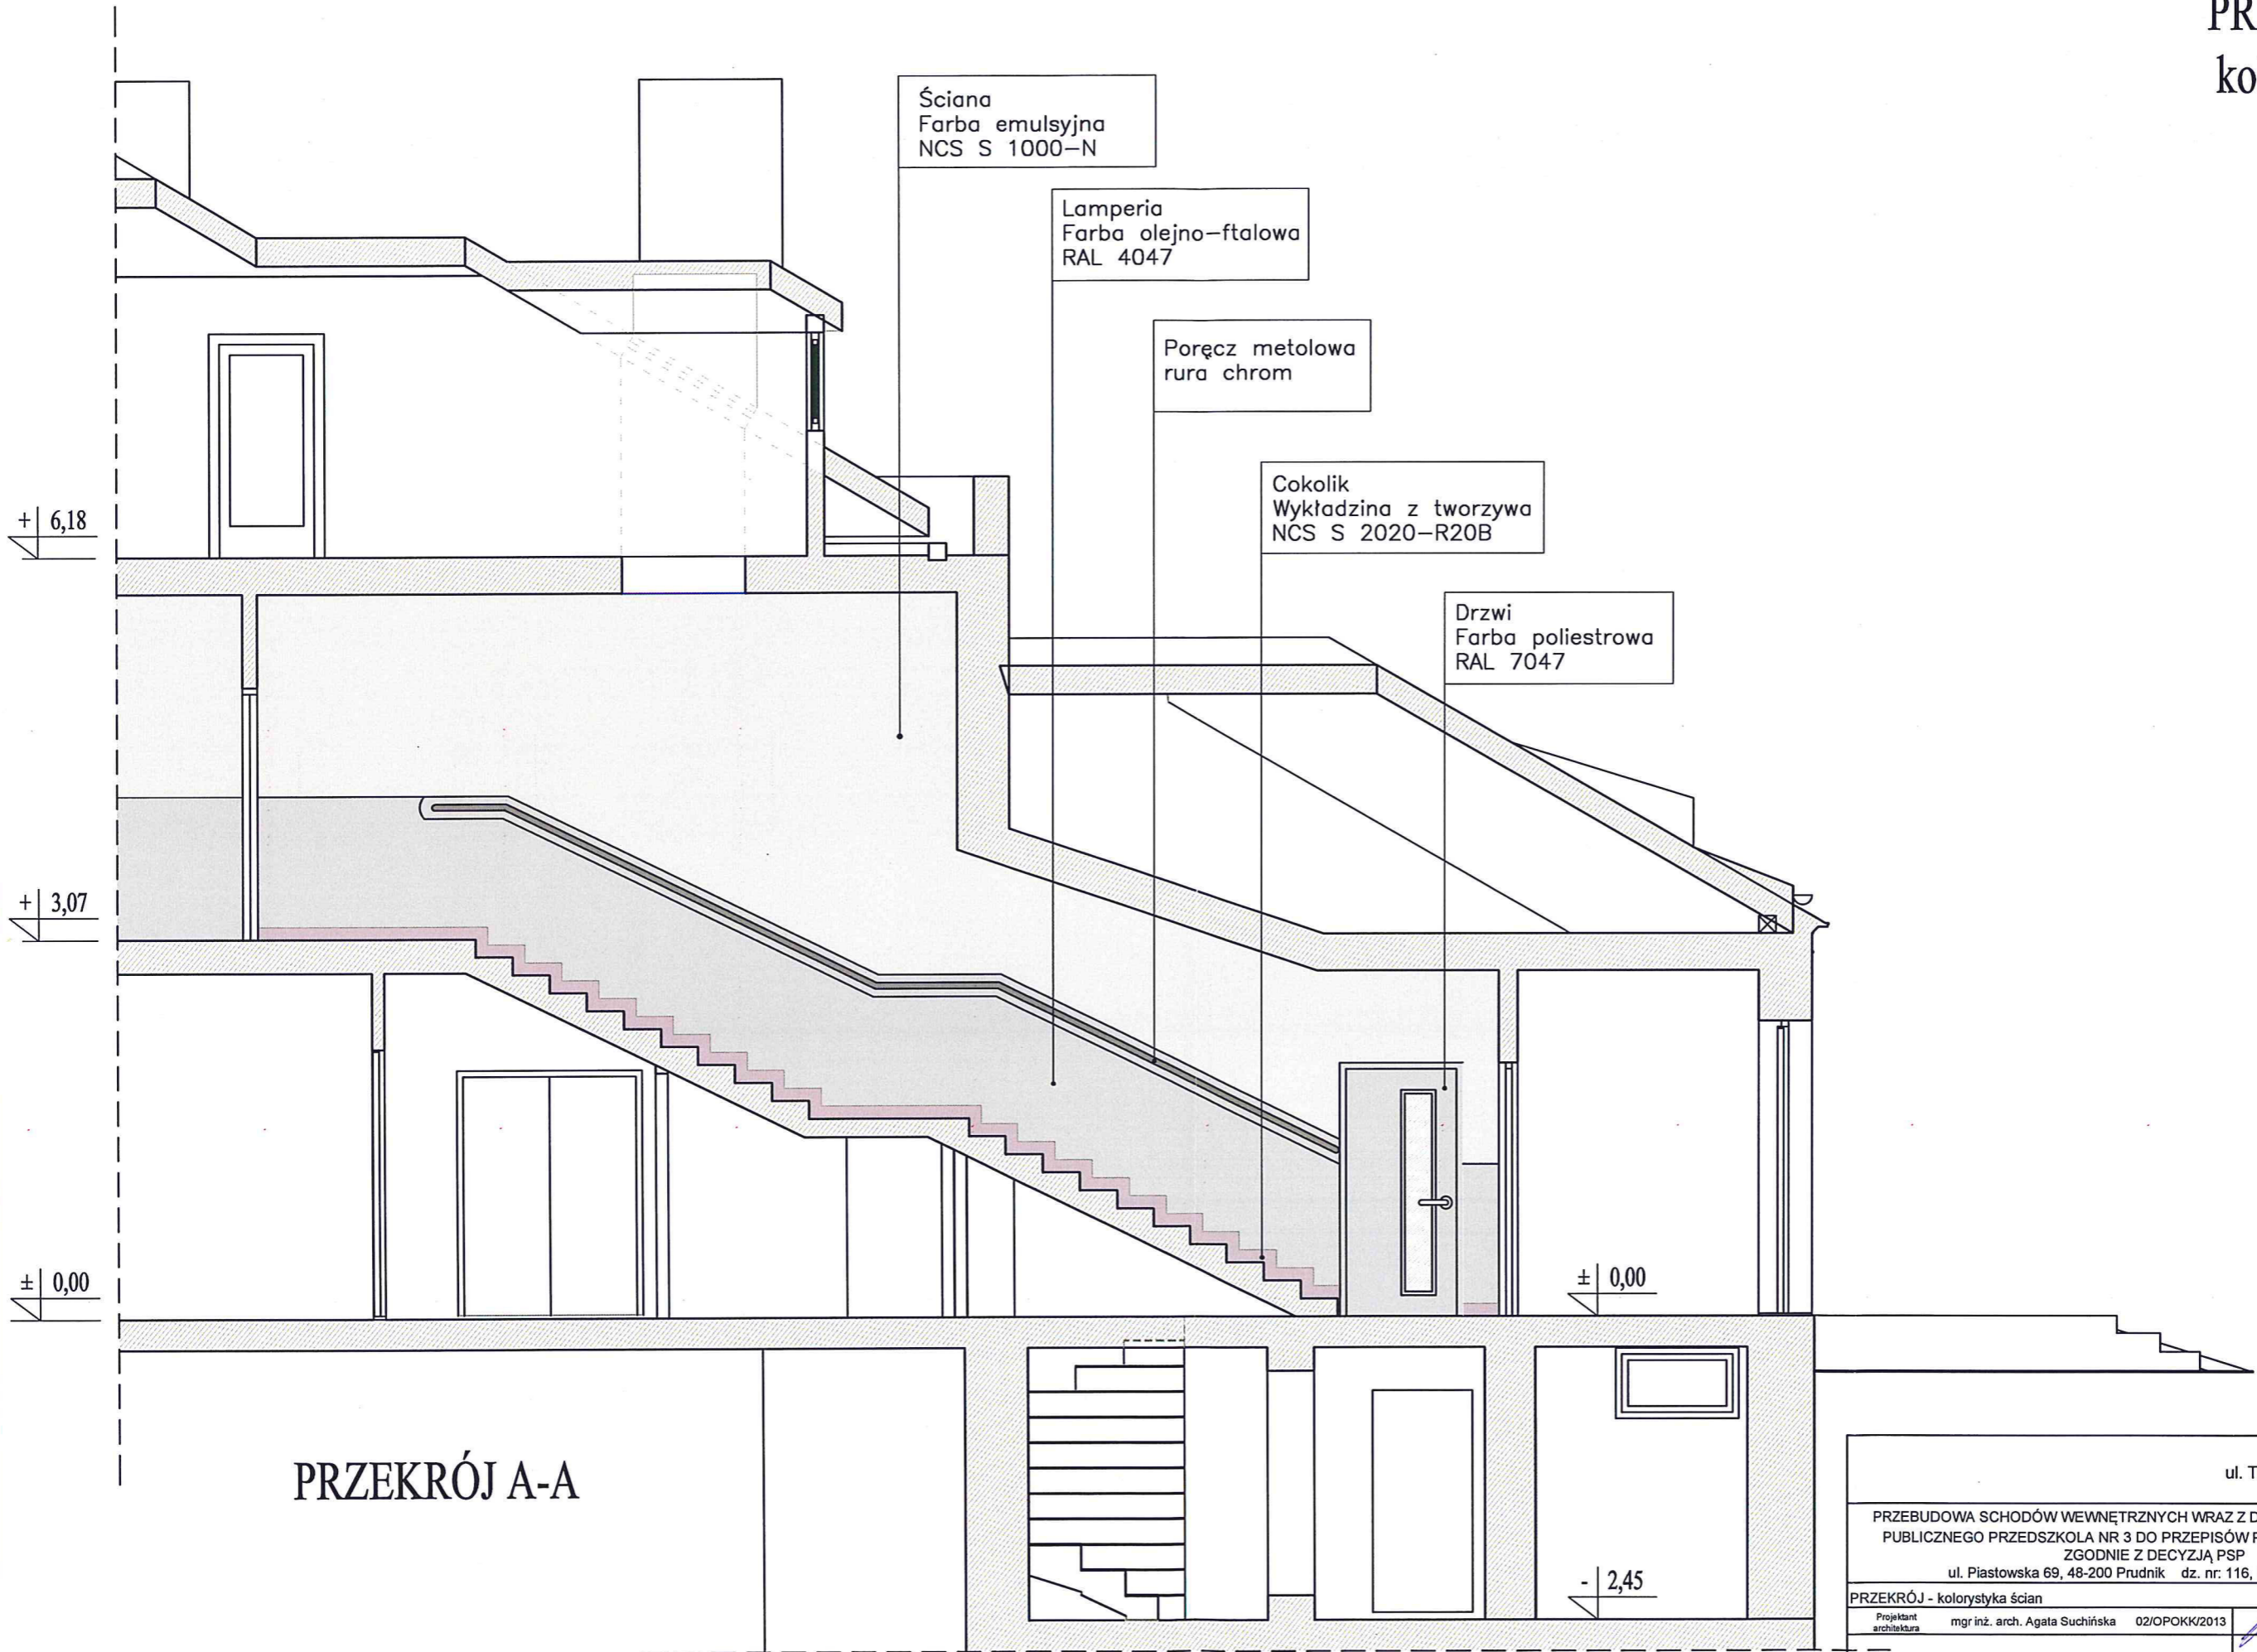 PR
ko
Ściana
Farba emulsyjna
NCS S 1000-N
Lamperia
Farba olejno-ftalowa
RAL 4047
Poręcz metolowa
rura chrom
Cokolik
Wykładzina z tworzywa
NCS S 2020-R20B
Drzwi
Farba poliestrowa
RAL 7047
+ 6,18
+ 3,07
± 0,00
± 0,00
- 2,45
PRZEKRÓJ A-A
ul. T
PRZEBUDOWA SCHODÓW WEWNĘTRZNYCH WRAZ Z D
PUBLICZNEGO PRZEDSZKOLA NR 3 DO PRZEPISÓW P
ZGODNIE Z DECYZJĄ PSP
ul. Piastowska 69, 48-200 Prudnik dz. nr: 116,
PRZEKRÓJ - kolorystyka ścian
Projektant
architektura
mgr inż. arch. Agata Suchińska 02/OPOKK/2013